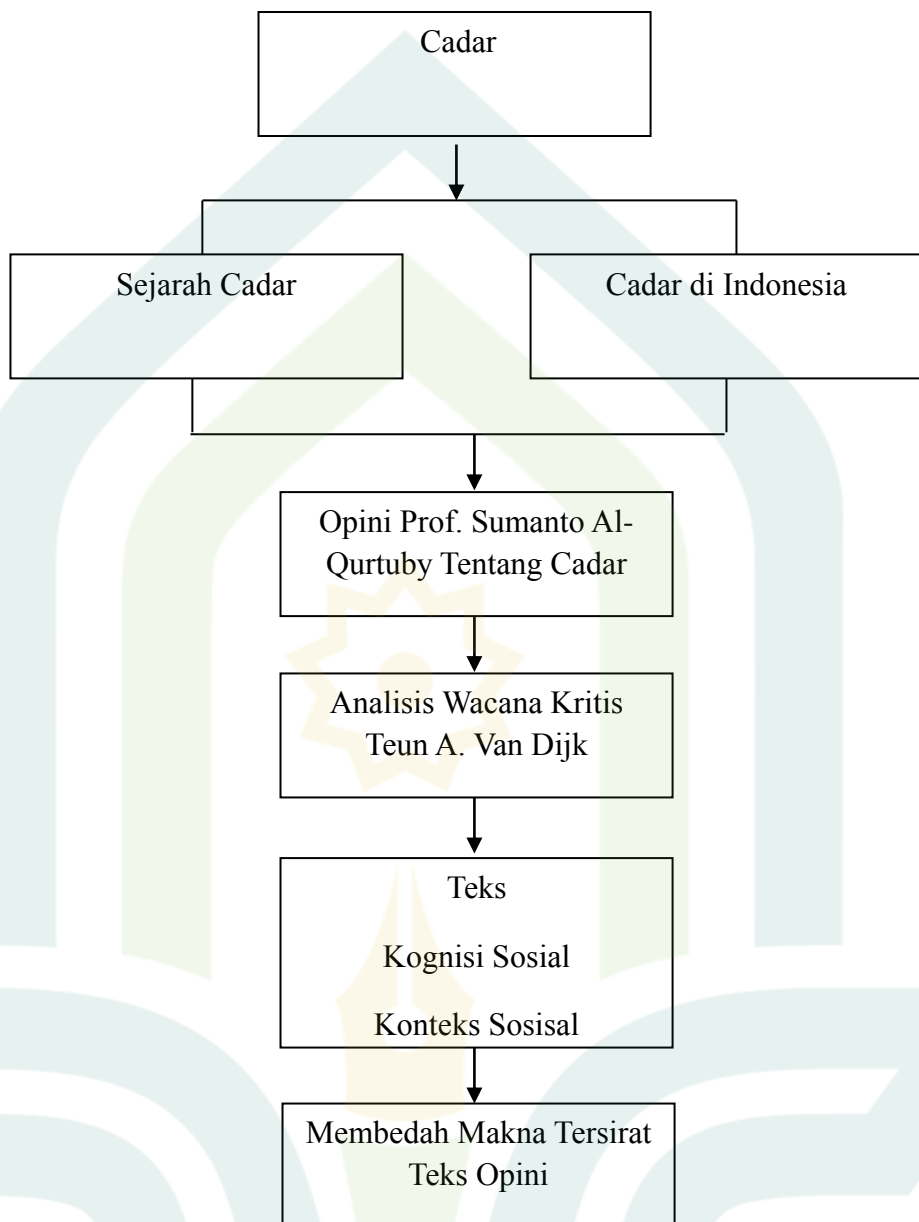 Cadar
Sejarah Cadar
Cadar di Indonesia
Opini Prof. Sumanto Al-
Qurtuby Tentang Cadar
Analisis Wacana Kritis
Teun A. Van Dijk
Teks
Kognisi Sosial
Konteks Sosisal
Membedah Makna Tersirat
Teks Opini